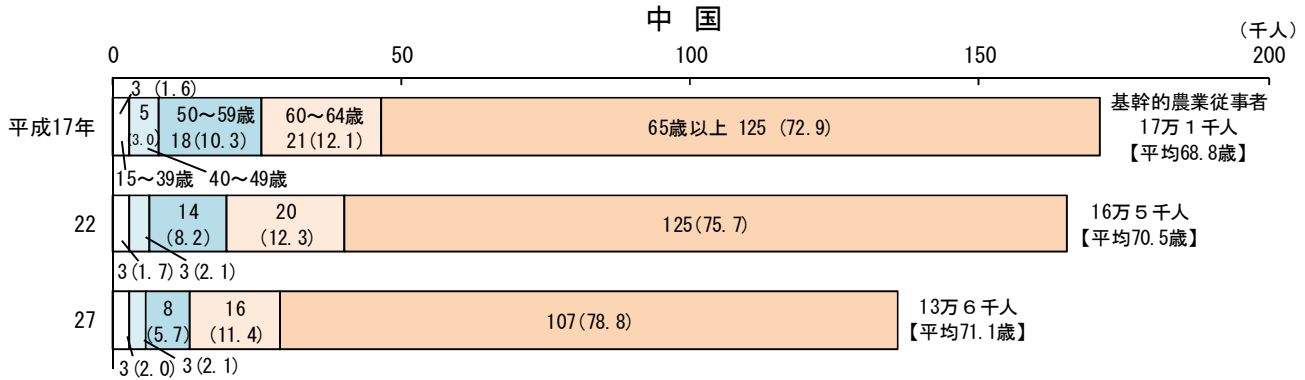 中 国
(千人)
0 50 100 150 200
平成17年
3 (1.6)
5
(3.0)
50～59歳
18(10.3)
60～64歳
21(12.1)
65歳以上 125 (72.9)
基幹的農業従事者
17万1千人
【平均68.8歳】
15～39歳 40～49歳
22
14
(8.2)
20
(12.3)
125(75.7)
16万5千人
【平均70.5歳】
3(1.7) 3(2.1)
27
8
(5.7)
16
(11.4)
107(78.8)
13万6千人
【平均71.1歳】
3(2.0) 3(2.1)